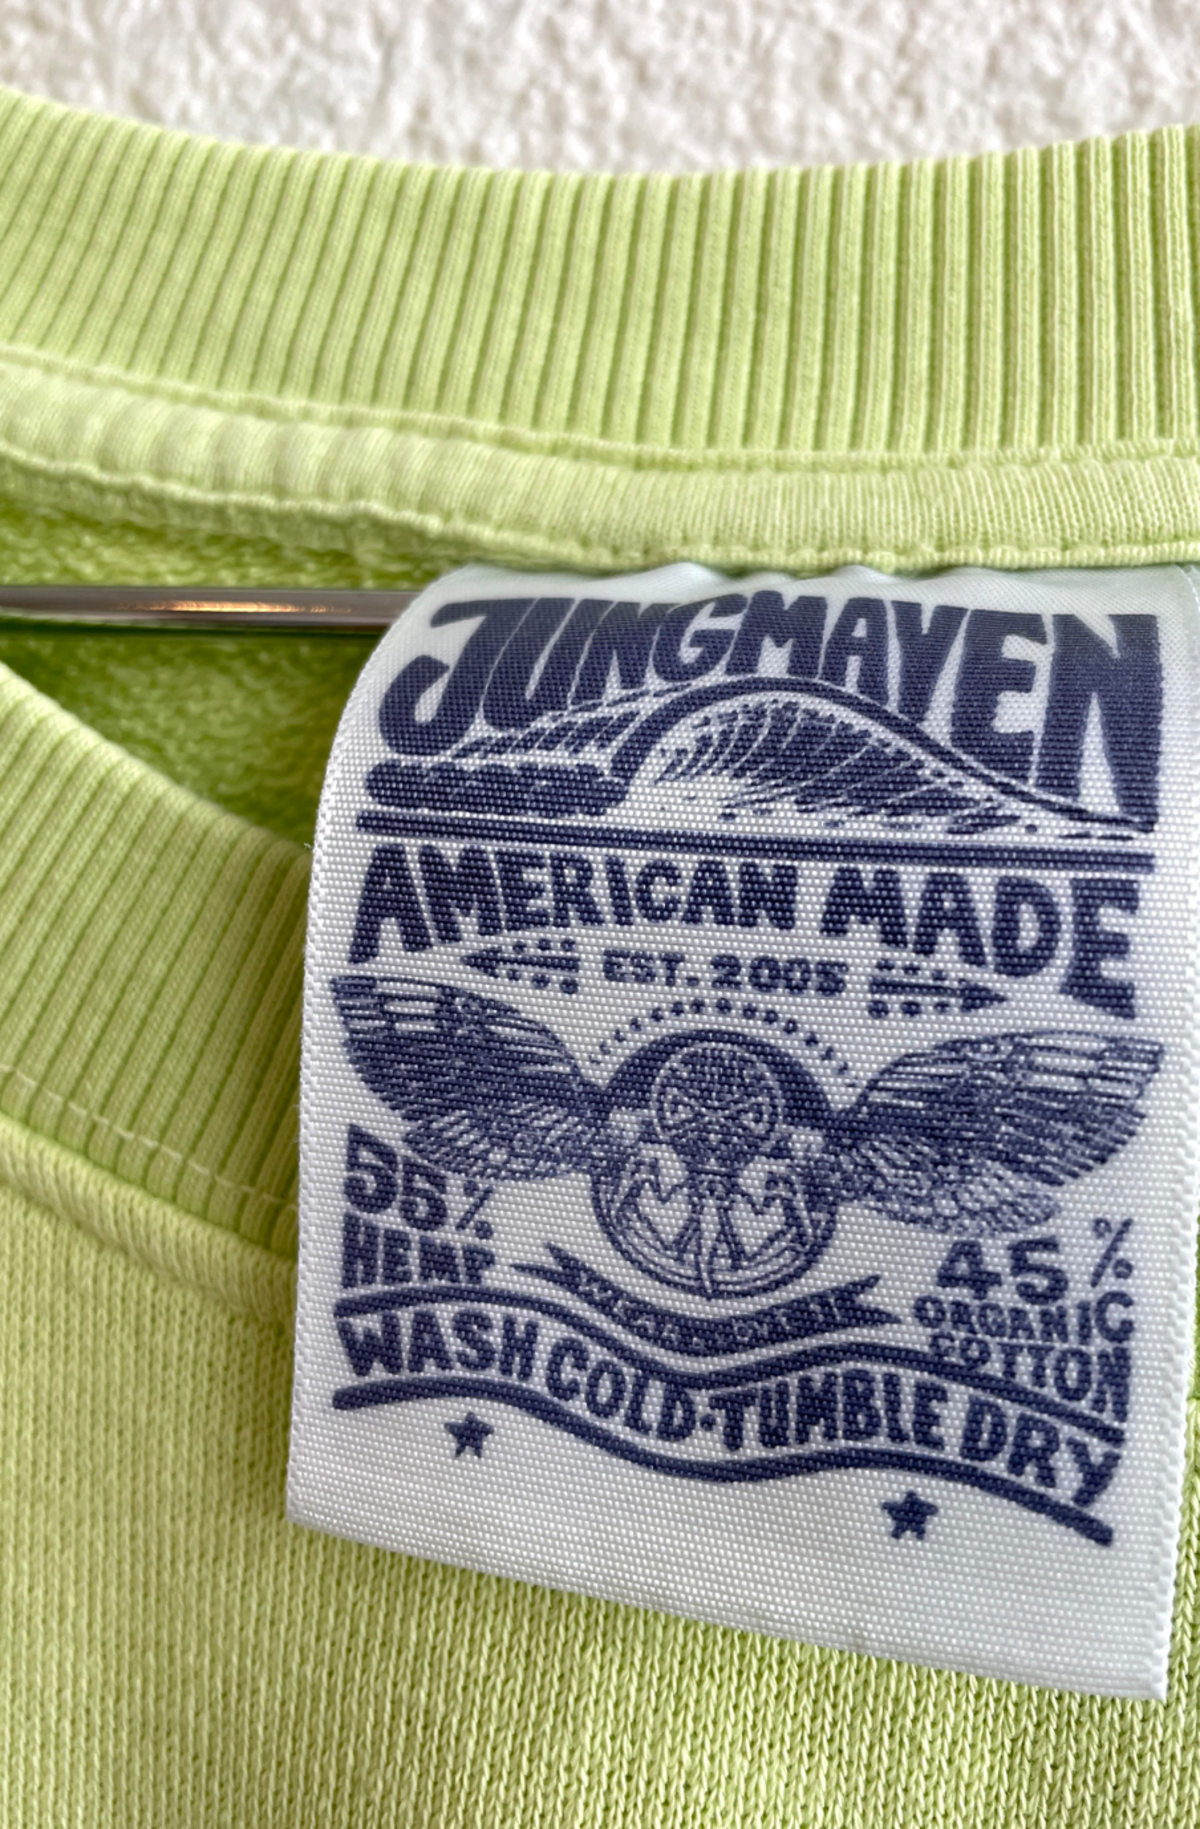 JUNGMAVEN
AMERICAN MADE
EST. 2005
55%
HEMP
45%
ORGANIC
COTTON
WASH COLD·TUMBLE DRY